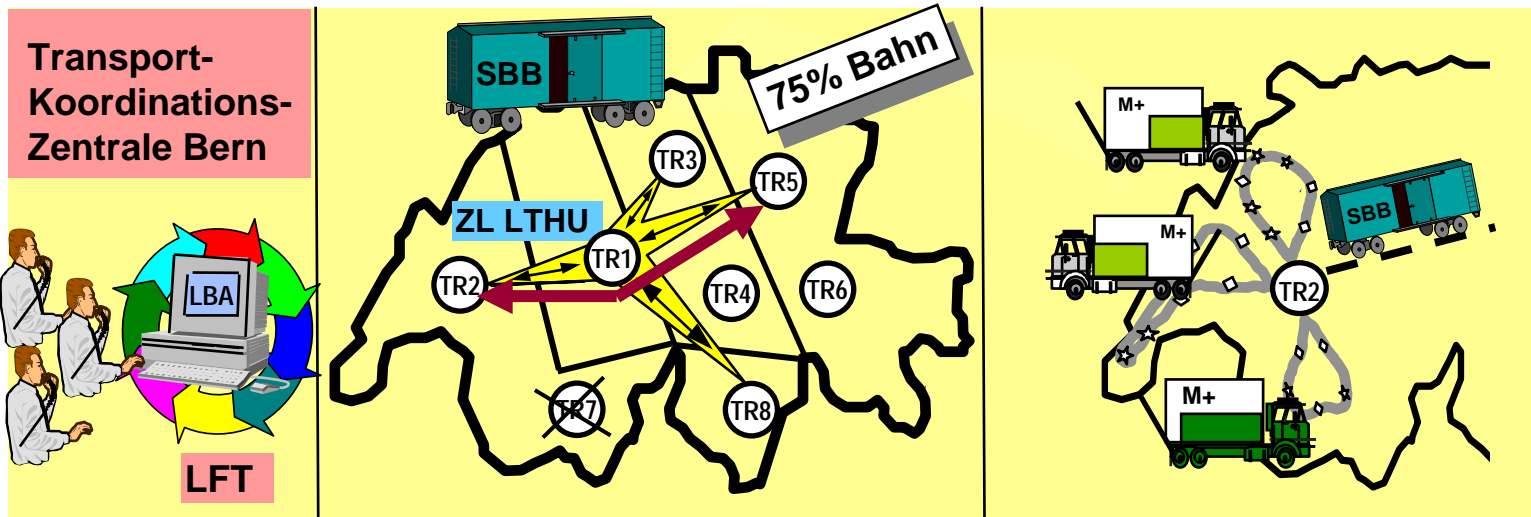 Transport-
Koordinations-
Zentrale Bern
LBA
LFT
SBB
75% Bahn
TR3
TR5
ZL LTHU
TR1
TR2
TR4
TR6
TR7
TR8
M+
SBB
M+
TR2
M+